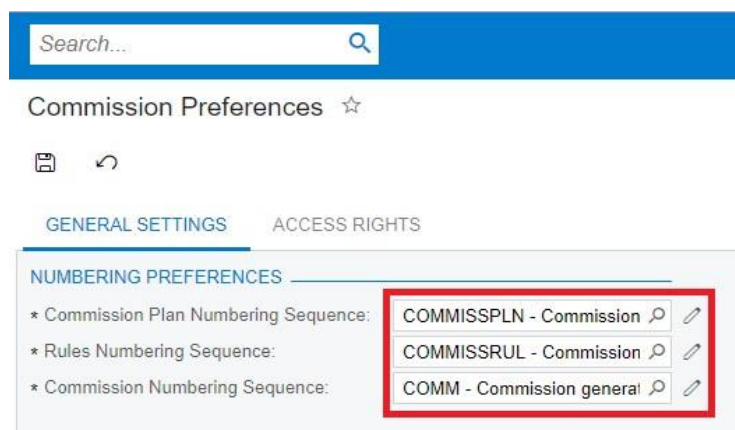 Search...
Commission Preferences
GENERAL SETTINGS ACCESS RIGHTS
NUMBERING PREFERENCES
* Commission Plan Numbering Sequence: COMMISSPLN - Commission
* Rules Numbering Sequence: COMMISSRUL - Commission
* Commission Numbering Sequence: COMM - Commission generat